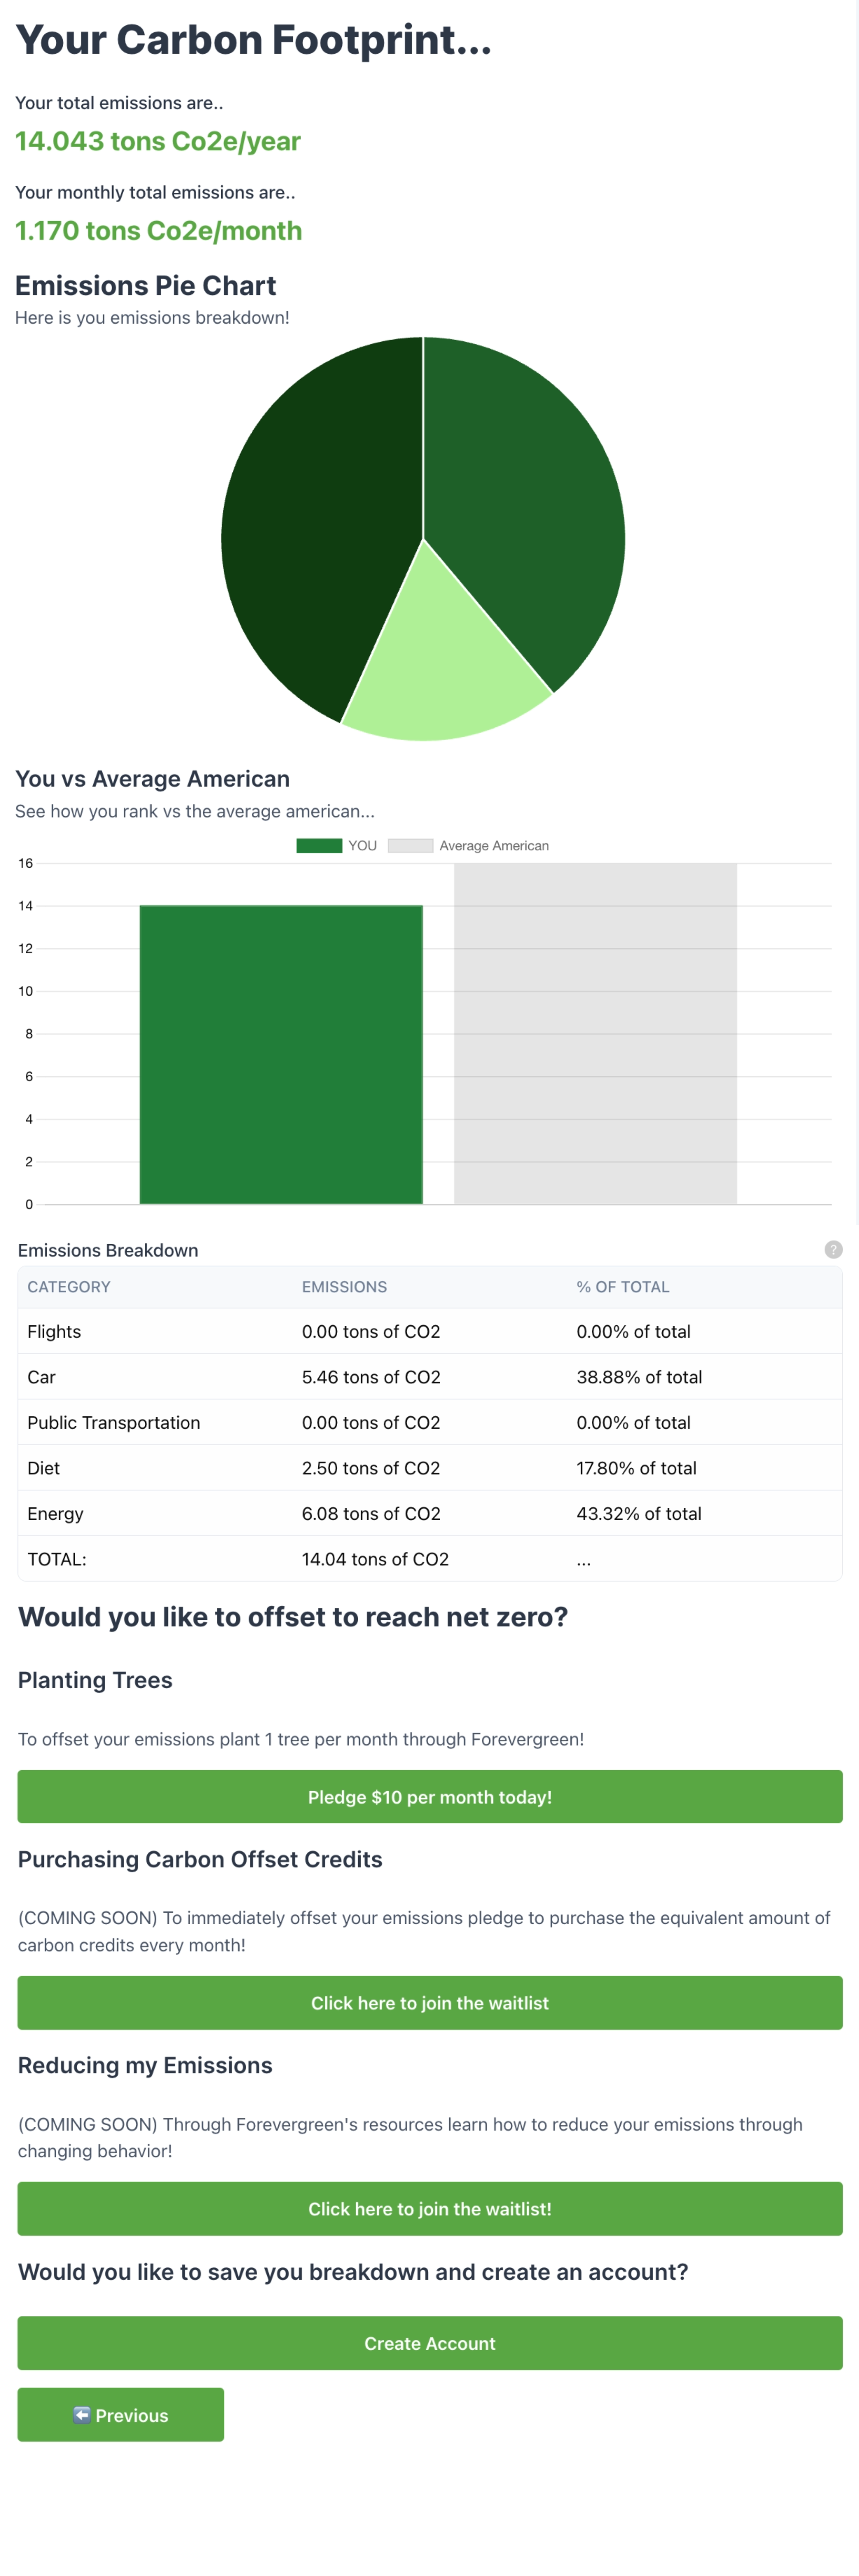 Your Carbon Footprint...
Your total emissions are..
14.043 tons Co2e/year
Your monthly total emissions are..
1.170 tons Co2e/month
Emissions Pie Chart
Here is you emissions breakdown!
You vs Average American
See how you rank vs the average american...
YOU Average American
16
14
12
10
8
6
4
2
0
Emissions Breakdown ?
CATEGORY EMISSIONS % OF TOTAL
Flights 0.00 tons of CO2 0.00% of total
Car 5.46 tons of CO2 38.88% of total
Public Transportation 0.00 tons of CO2 0.00% of total
Diet 2.50 tons of CO2 17.80% of total
Energy 6.08 tons of CO2 43.32% of total
TOTAL: 14.04 tons of CO2 ...
Would you like to offset to reach net zero?
Planting Trees
To offset your emissions plant 1 tree per month through Forevergreen!
Pledge $10 per month today!
Purchasing Carbon Offset Credits
(COMING SOON) To immediately offset your emissions pledge to purchase the equivalent amount of
carbon credits every month!
Click here to join the waitlist
Reducing my Emissions
(COMING SOON) Through Forevergreen's resources learn how to reduce your emissions through
changing behavior!
Click here to join the waitlist!
Would you like to save you breakdown and create an account?
Create Account
⬅️ Previous